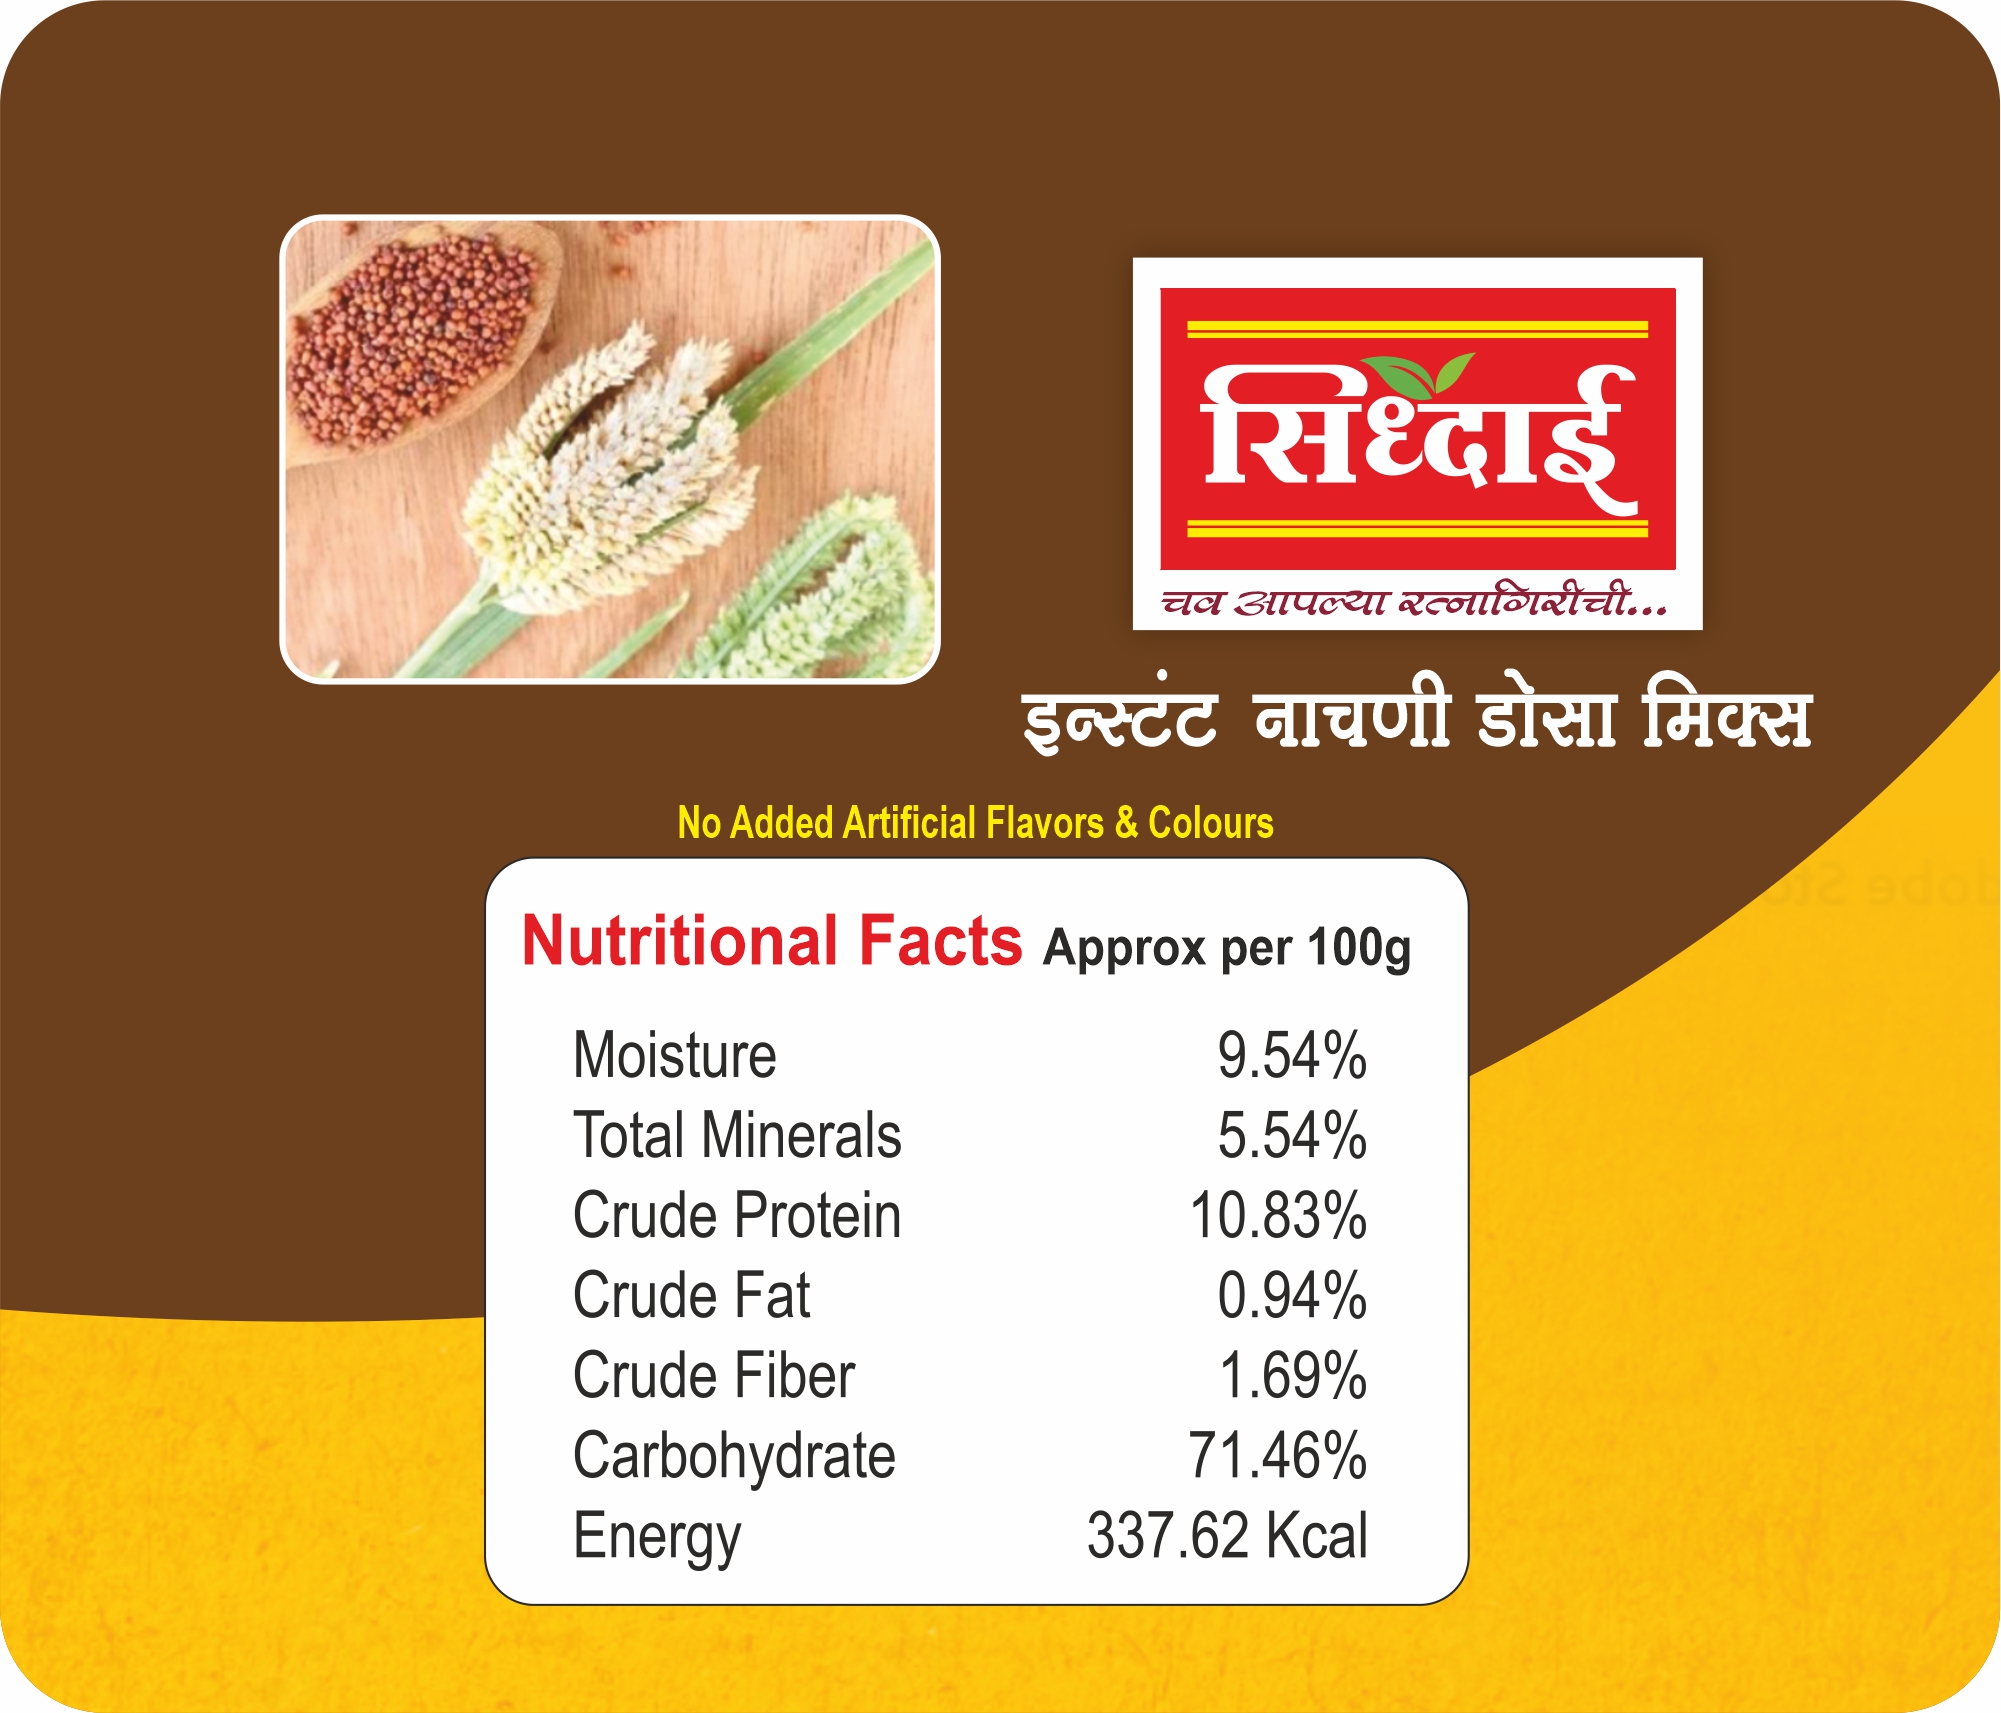 सिध्दाई
चव आपल्या रत्नागिरीची...
इन्स्टंट नाचणी डोसा मिक्स
No Added Artificial Flavors & Colours
Nutritional Facts Approx per 100g
Moisture 9.54%
Total Minerals 5.54%
Crude Protein 10.83%
Crude Fat 0.94%
Crude Fiber 1.69%
Carbohydrate 71.46%
Energy 337.62 Kcal